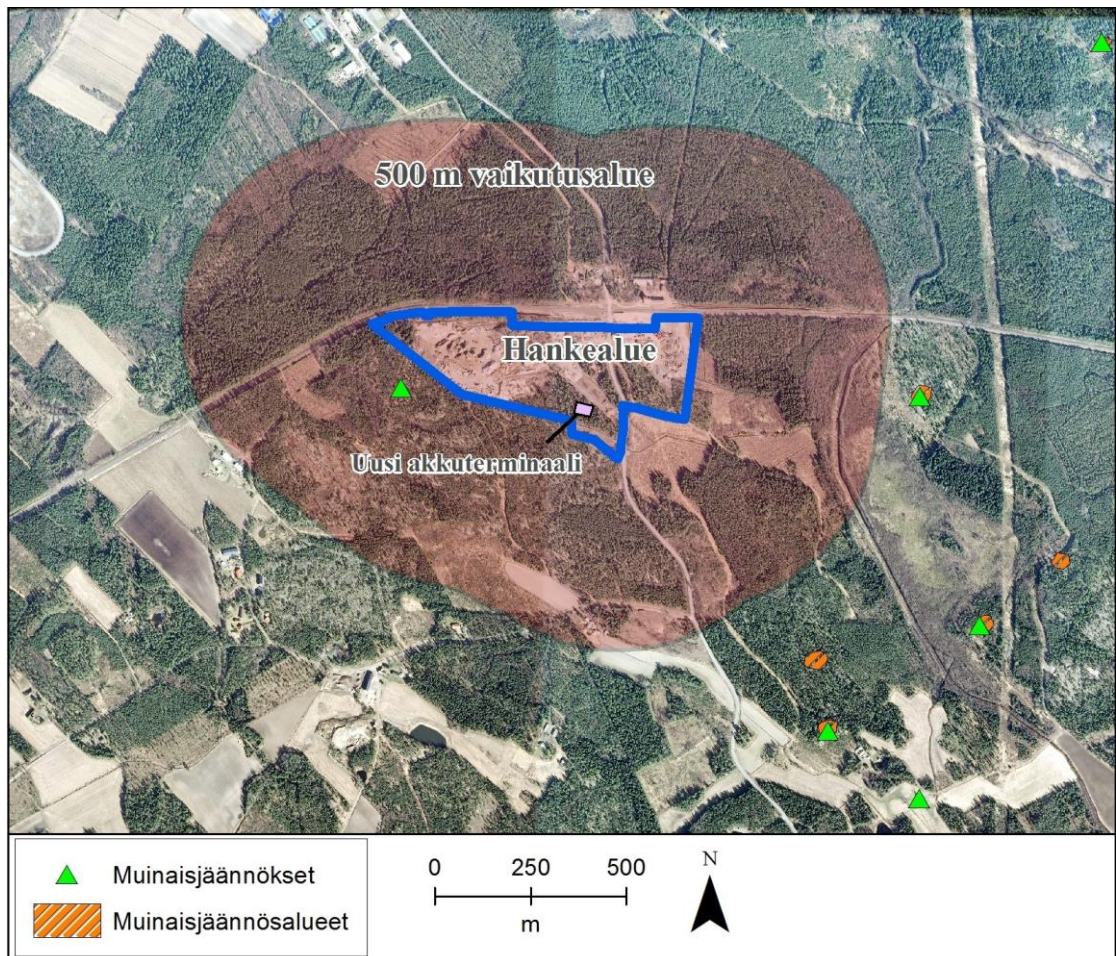 500 m vaikutusalue
Hankealue
Uusi akkuterminaali
Muinaisjäännökset
Muinaisjäännösalueet
0 250 500
m
N